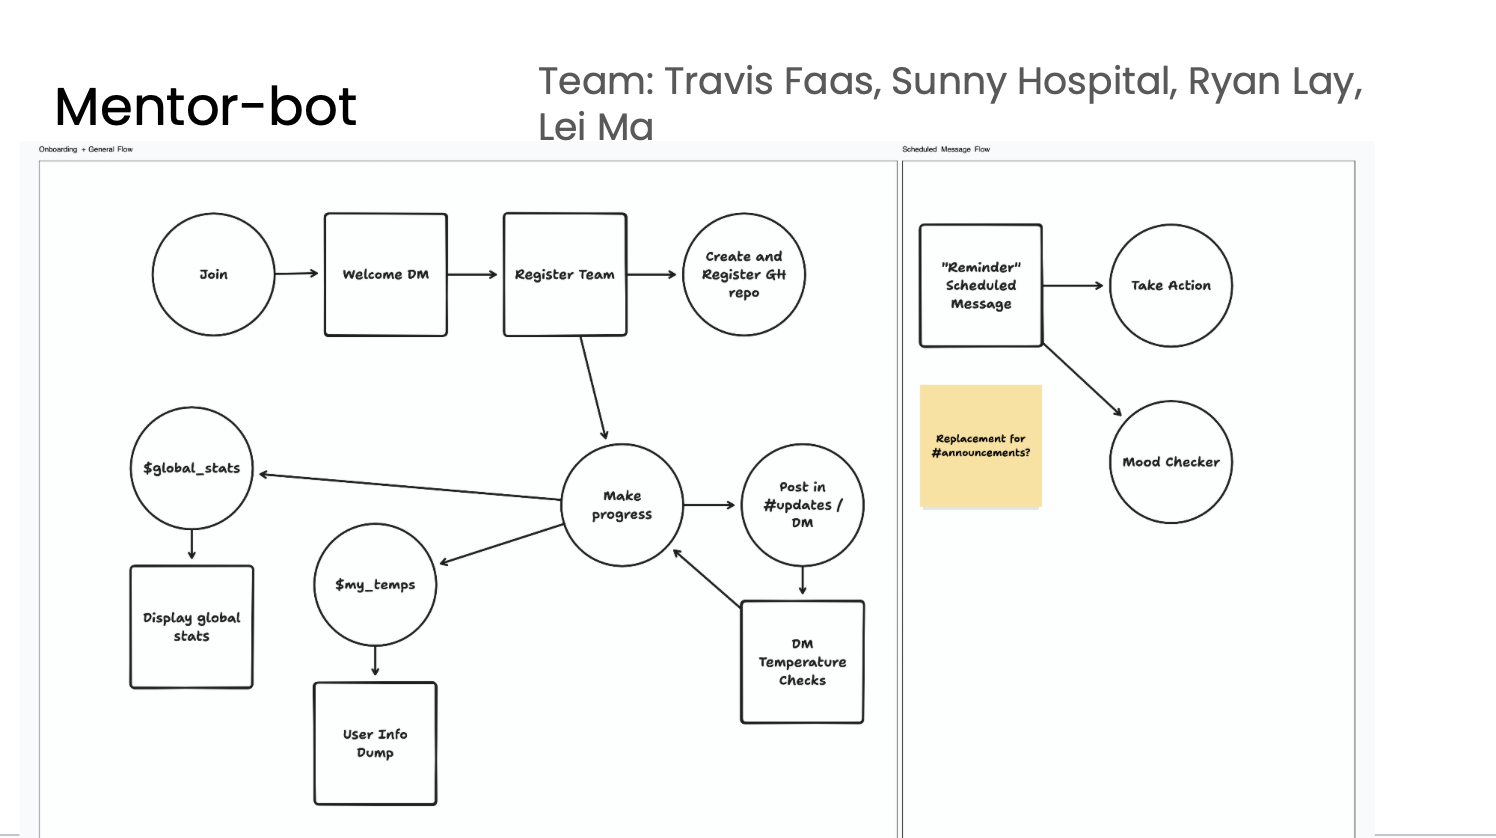 Mentor-bot
Team: Travis Faas, Sunny Hospital, Ryan Lay,
Lei Ma
Onboarding + General Flow
Join
Welcome DM
Register Team
Create and
Register GH
repo
$global_stats
Make
progress
Post in
#updates /
DM
$my_temps
Display global
stats
DM
Temperature
Checks
User Info
Dump
Scheduled Message Flow
"Reminder"
Scheduled
Message
Take Action
Replacement for
#announcements?
Mood Checker